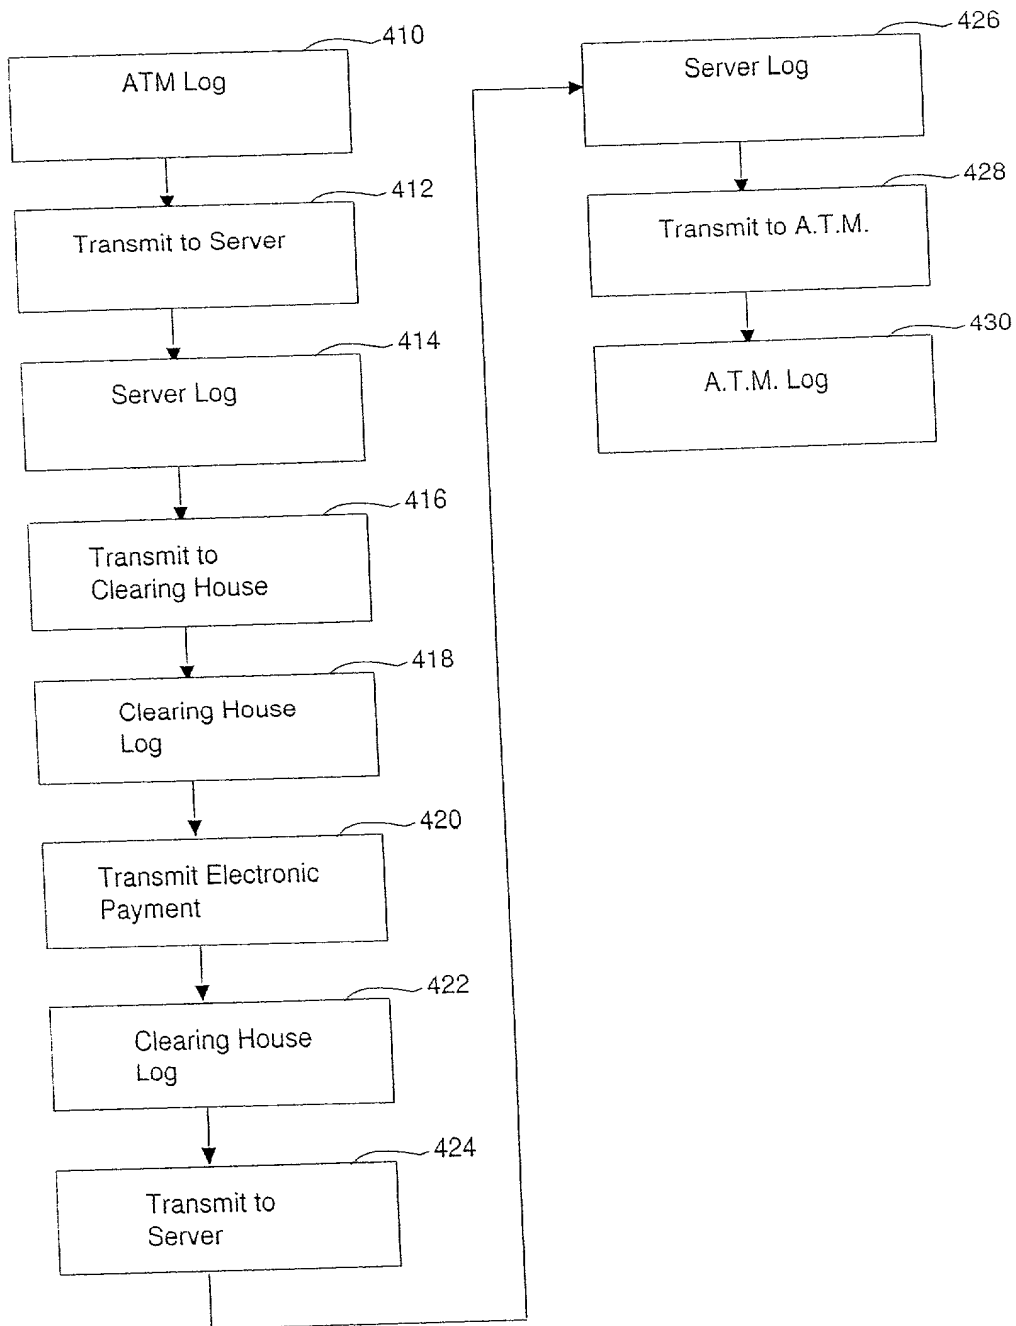 410
ATM Log
412
Transmit to Server
414
Server Log
416
Transmit to
Clearing House
418
Clearing House
Log
420
Transmit Electronic
Payment
422
Clearing House
Log
424
Transmit to
Server
426
Server Log
428
Transmit to A.T.M.
430
A.T.M. Log